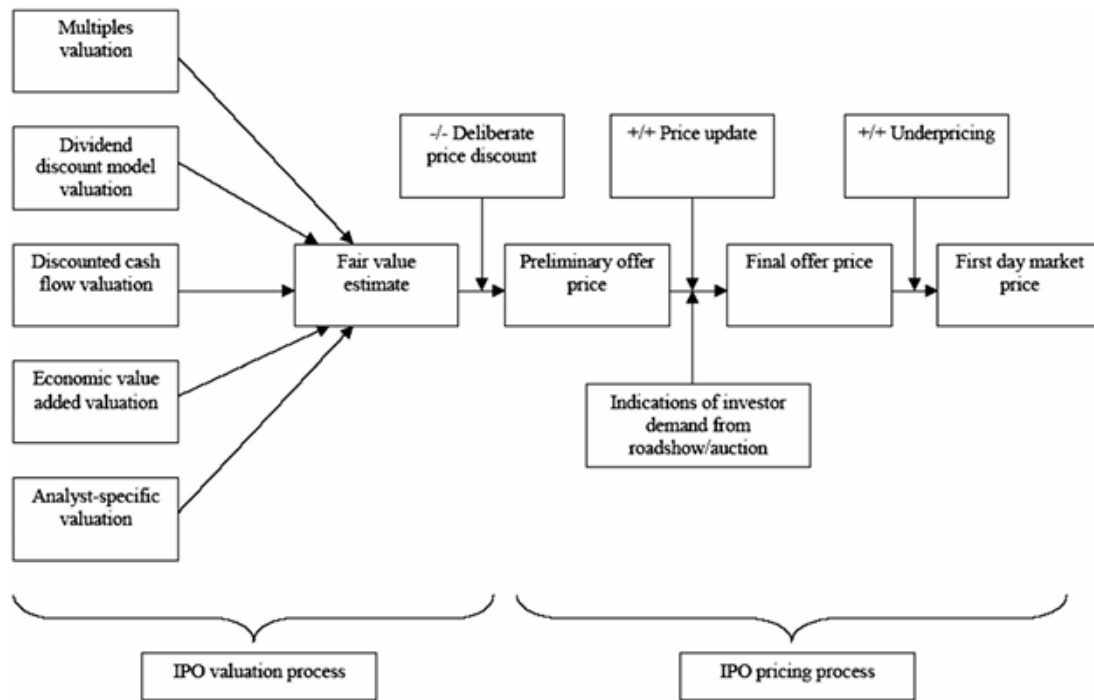 Multiples
valuation
Dividend
discount model
valuation
Discounted cash
flow valuation
Economic value
added valuation
Analyst-specific
valuation
Fair value
estimate
-/- Deliberate
price discount
Preliminary offer
price
+/+ Price update
Indications of investor
demand from
roadshow/auction
Final offer price
+/+ Underpricing
First day market
price
IPO valuation process
IPO pricing process